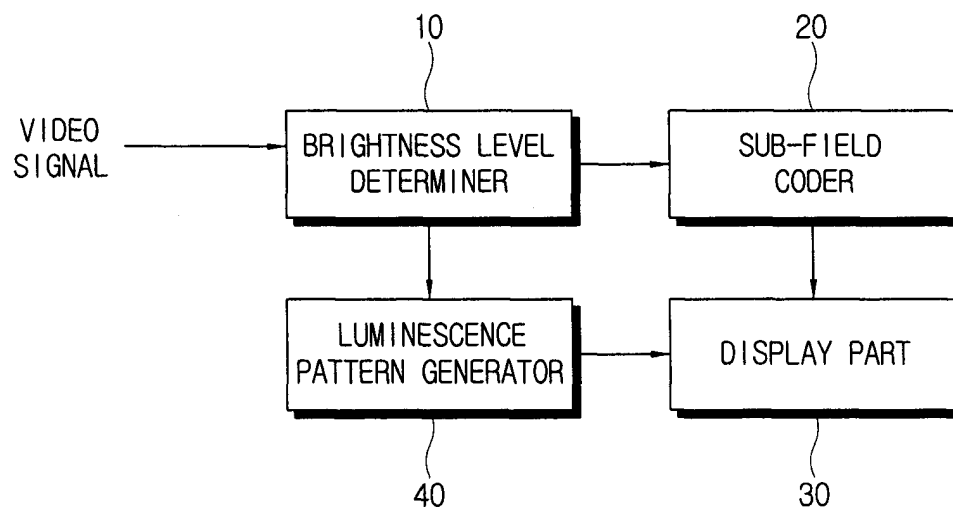 10
20
VIDEO
SIGNAL
BRIGHTNESS LEVEL
DETERMINER
SUB-FIELD
CODER
LUMINESCENCE
PATTERN GENERATOR
DISPLAY PART
40
30